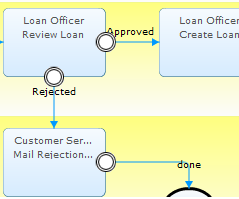 Loan Officer
Review Loan
Approved
Loan Officer
Create Loan
Rejected
Customer Ser...
Mail Rejection...
done